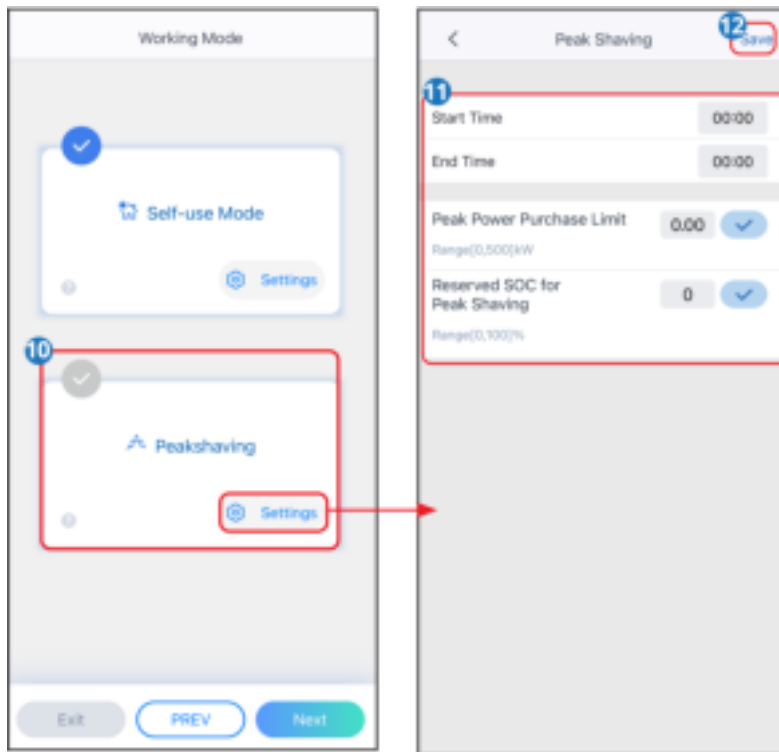 Working Mode
Self-use Mode
Settings
10
Peakshaving
Settings
Exit
PREV
Next
Peak Shaving
12
Save
11
Start Time
00:00
End Time
00:00
Peak Power Purchase Limit
0.00
Range[0,500]kW
Reserved SOC for
Peak Shaving
0
Range[0,100]%